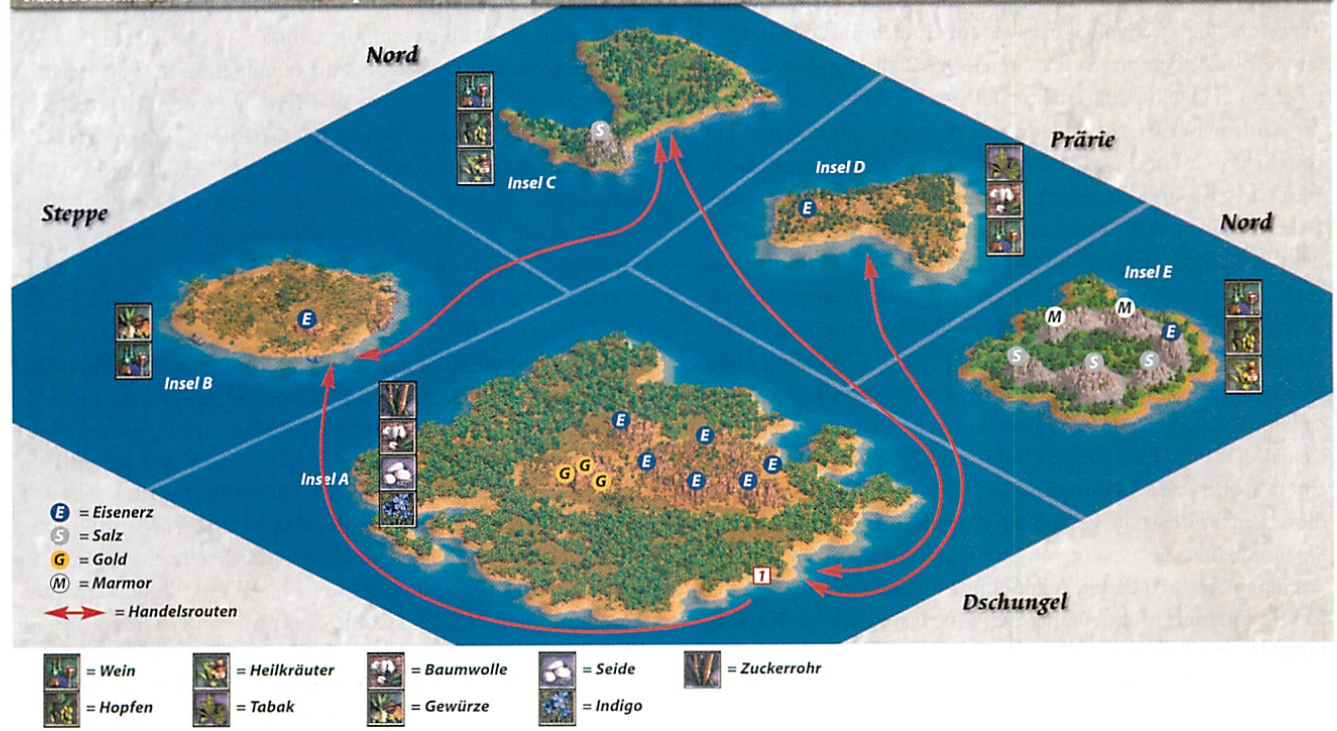 Nord
S
Insel C
Prärie
Insel D
E
Steppe
Nord
Insel E
M
M
E
S
S
S
E
Insel B
E
E
E
E
E
E
G
G
G
Insel A
1
E = Eisenerz
S = Salz
G = Gold
M = Marmor
= Handelsrouten
Dschungel
= Wein
= Heilkräuter
= Baumwolle
= Seide
= Zuckerrohr
= Hopfen
= Tabak
= Gewürze
= Indigo